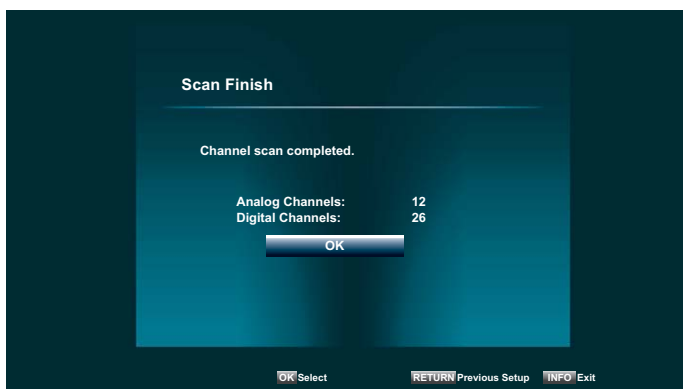 Scan Finish
Channel scan completed.
Analog Channels: 12
Digital Channels: 26
OK
OK Select RETURN Previous Setup INFO Exit